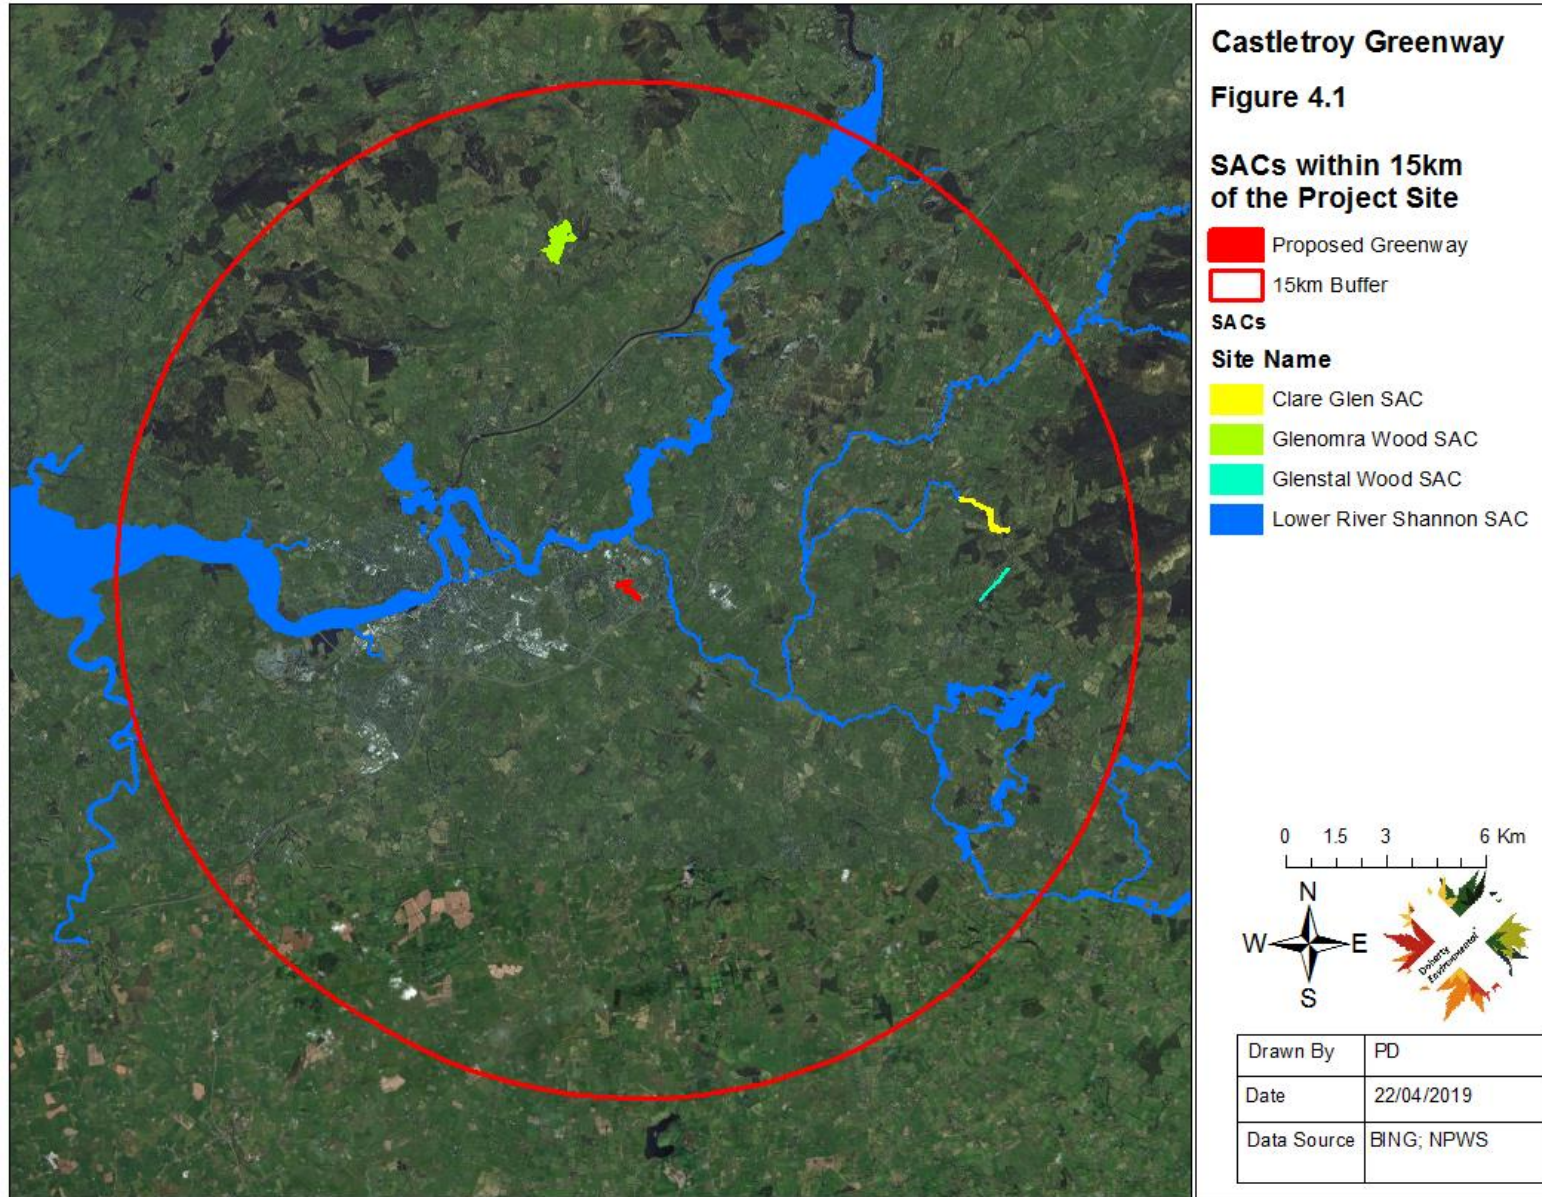 Castletroy Greenway
Figure 4.1
SACs within 15km
of the Project Site
Proposed Greenway
15km Buffer
SACs
Site Name
Clare Glen SAC
Glenomra Wood SAC
Glenstal Wood SAC
Lower River Shannon SAC
0 1.5 3 6 Km
N
W E
S
Doherty
Environmental
Drawn By PD
Date 22/04/2019
Data Source BING; NPWS